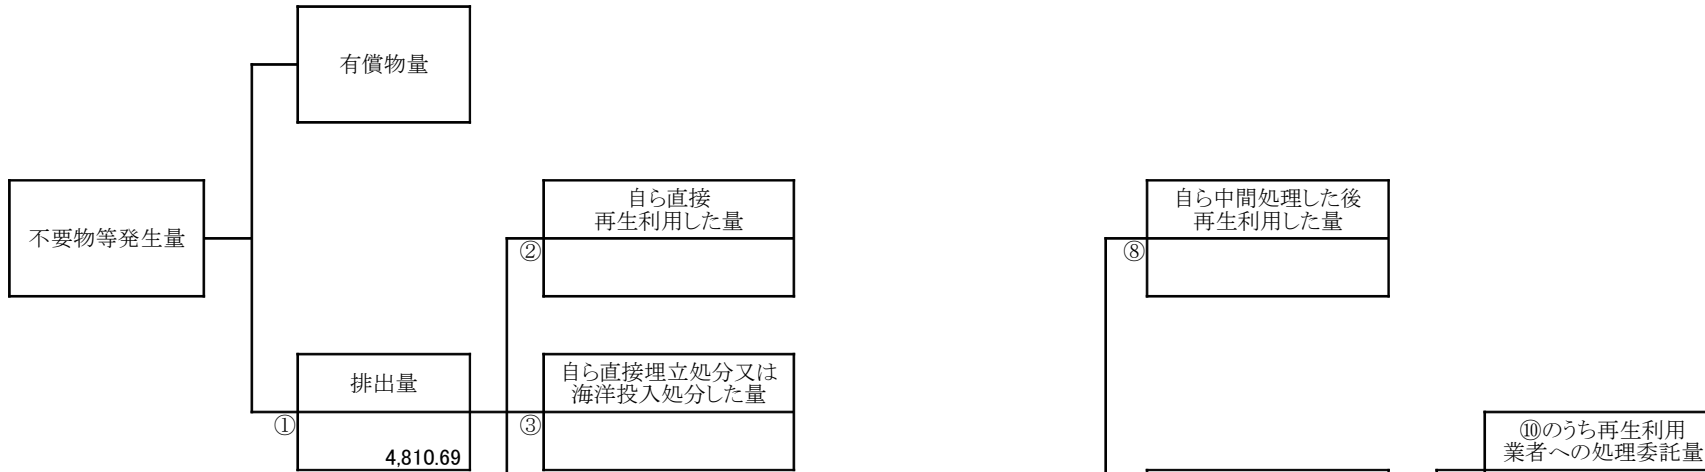 有償物量
不要物等発生量
自ら直接
再生利用した量
②
自ら中間処理した後
再生利用した量
⑧
排出量
①
4,810.69
自ら直接埋立処分又は
海洋投入処分した量
③
⑩のうち再生利用
業者への処理委託量